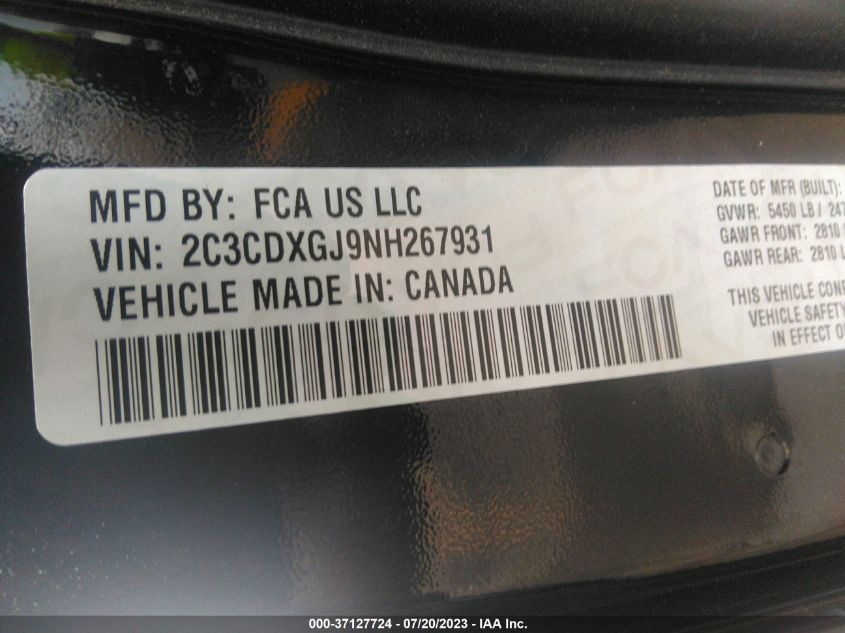 MFD BY: FCA US LLC
VIN: 2C3CDXGJ9NH267931
VEHICLE MADE IN: CANADA
DATE OF MFR (BUILT):
GVWR: 5450 LB /
GAWR FRONT: 2810
GAWR REAR: 2810
THIS VEHICLE
VEHICLE SAFETY
IN EFFECT
000-37127724 - 07/20/2023 - IAA Inc.